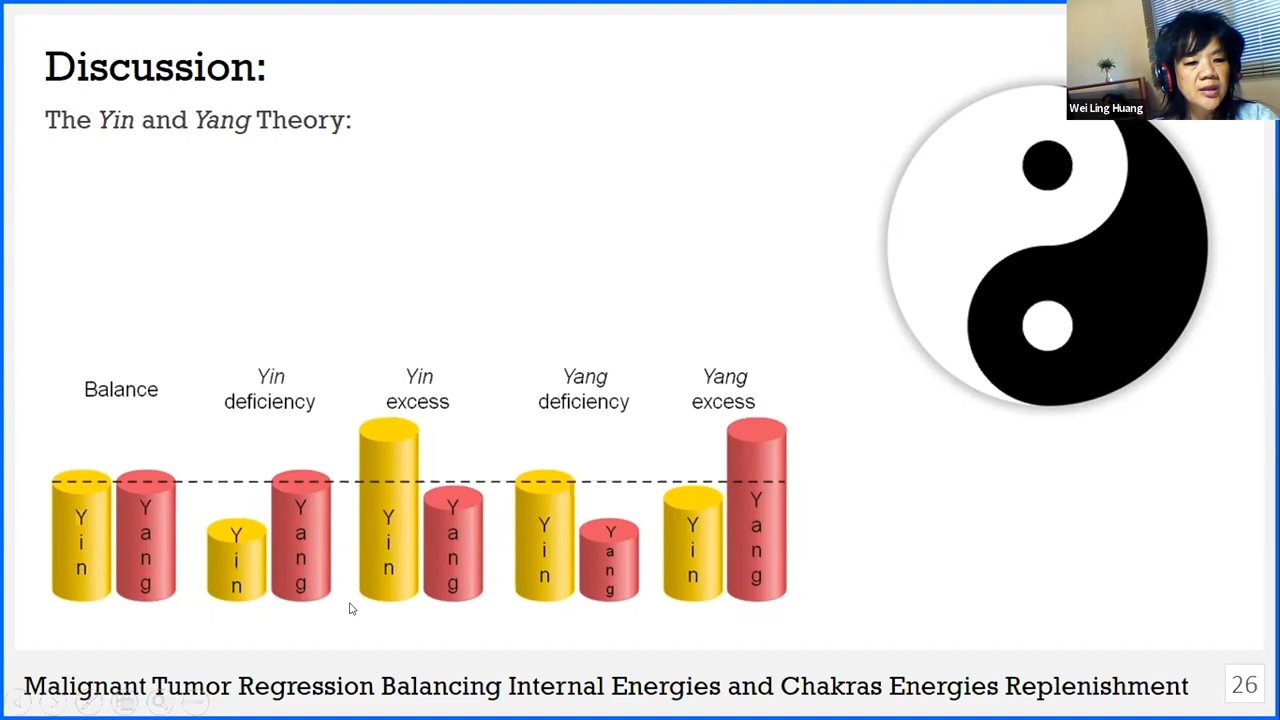 Discussion:
The Yin and Yang Theory:
Wei Ling Huang
Balance
Yin
deficiency
Yin
excess
Yang
deficiency
Yang
excess
Yin
Yang
Yin
Yang
Yin
Yang
Yin
Yang
Yin
Yang
Malignant Tumor Regression Balancing Internal Energies and Chakras Energies Replenishment
26